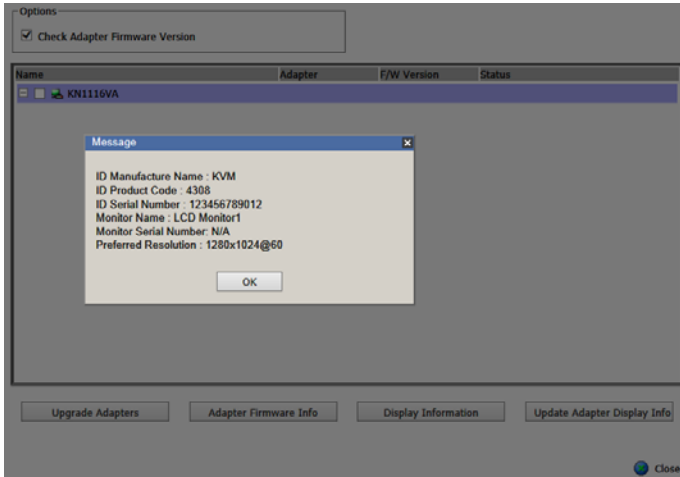 Options
Check Adapter Firmware Version
Name Adapter F/W Version Status
KN1116VA
Message
ID Manufacture Name : KVM
ID Product Code : 4308
ID Serial Number : 123456789012
Monitor Name : LCD Monitor1
Monitor Serial Number: N/A
Preferred Resolution : 1280x1024@60
OK
Upgrade Adapters Adapter Firmware Info Display Information Update Adapter Display Info
Close